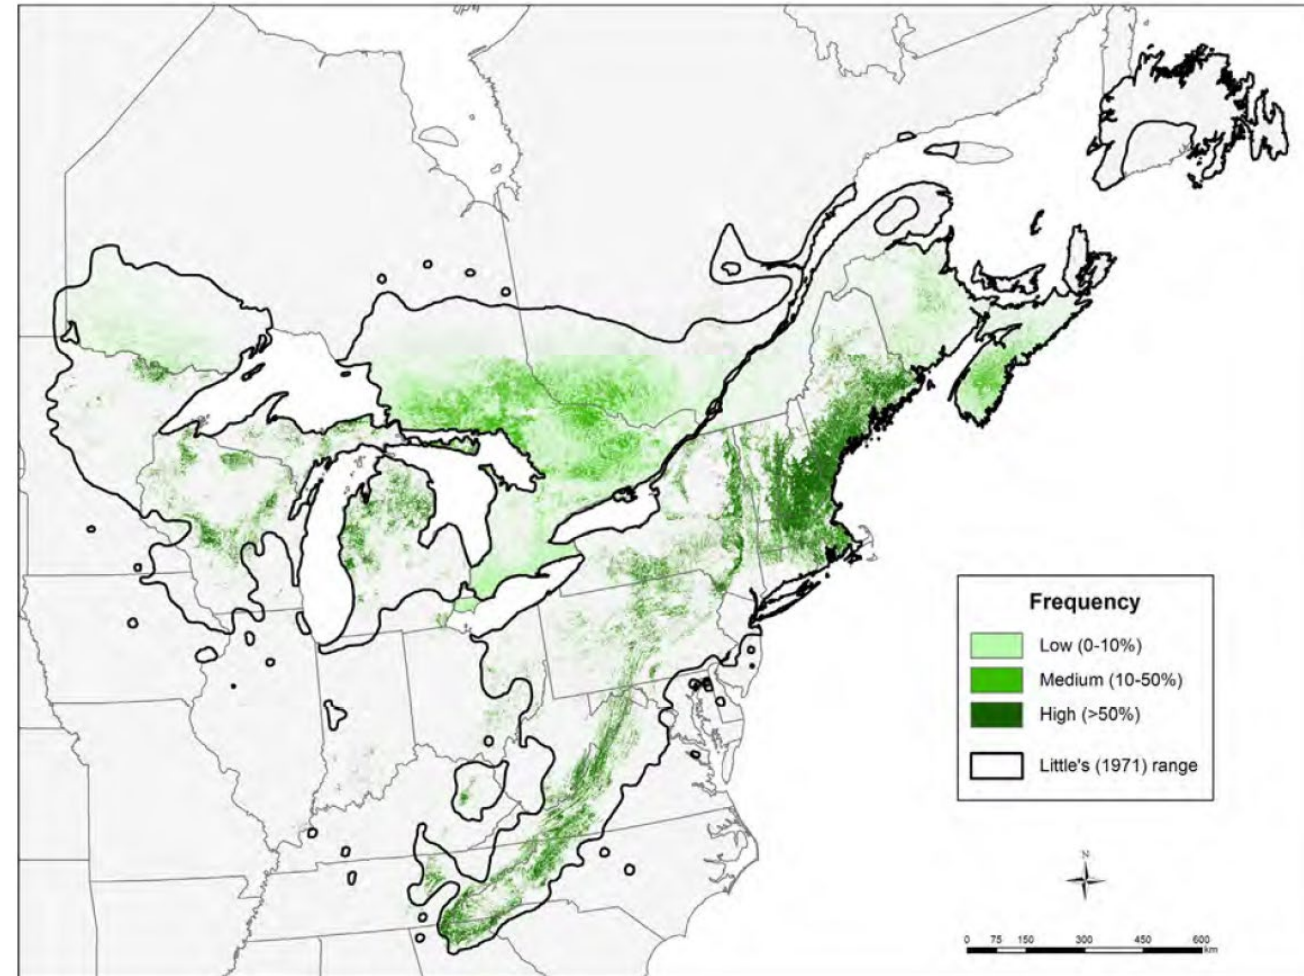 Frequency
Low (0-10%)
Medium (10-50%)
High (>50%)
Little's (1971) range
N
0 75 150 300 450 600
km